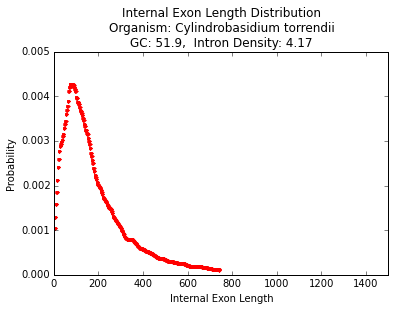 Internal Exon Length Distribution
Organism: Cylindrobasidium torrendii
GC: 51.9,  Intron Density: 4.17
0.005
0.004
0.003
0.002
0.001
0.000
Probability
0 200 400 600 800 1000 1200 1400
Internal Exon Length